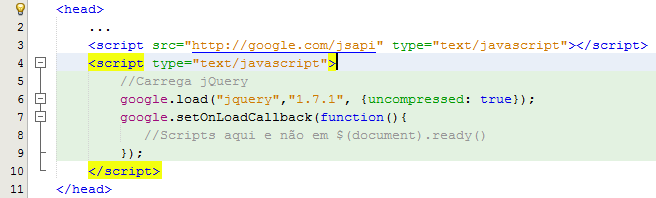 <head>
2 ...
3 <script src="http://google.com/jsapi" type="text/javascript"></script>
4 <script type="text/javascript">
5 //Carrega jQuery
6 google.load("jquery","1.7.1", {uncompressed: true});
7 google.setOnLoadCallback(function(){
8 //Scripts aqui e não em $(document).ready()
9 });
10 </script>
11 </head>